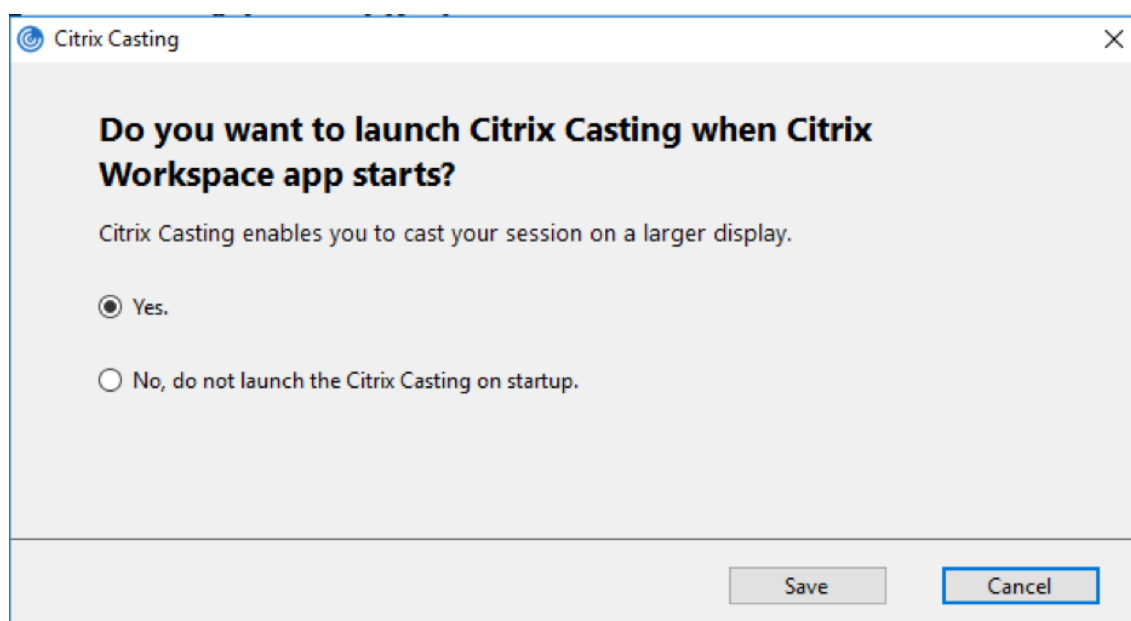 Citrix Casting
Do you want to launch Citrix Casting when Citrix
Workspace app starts?
Citrix Casting enables you to cast your session on a larger display.
Yes.
No, do not launch the Citrix Casting on startup.
Save
Cancel